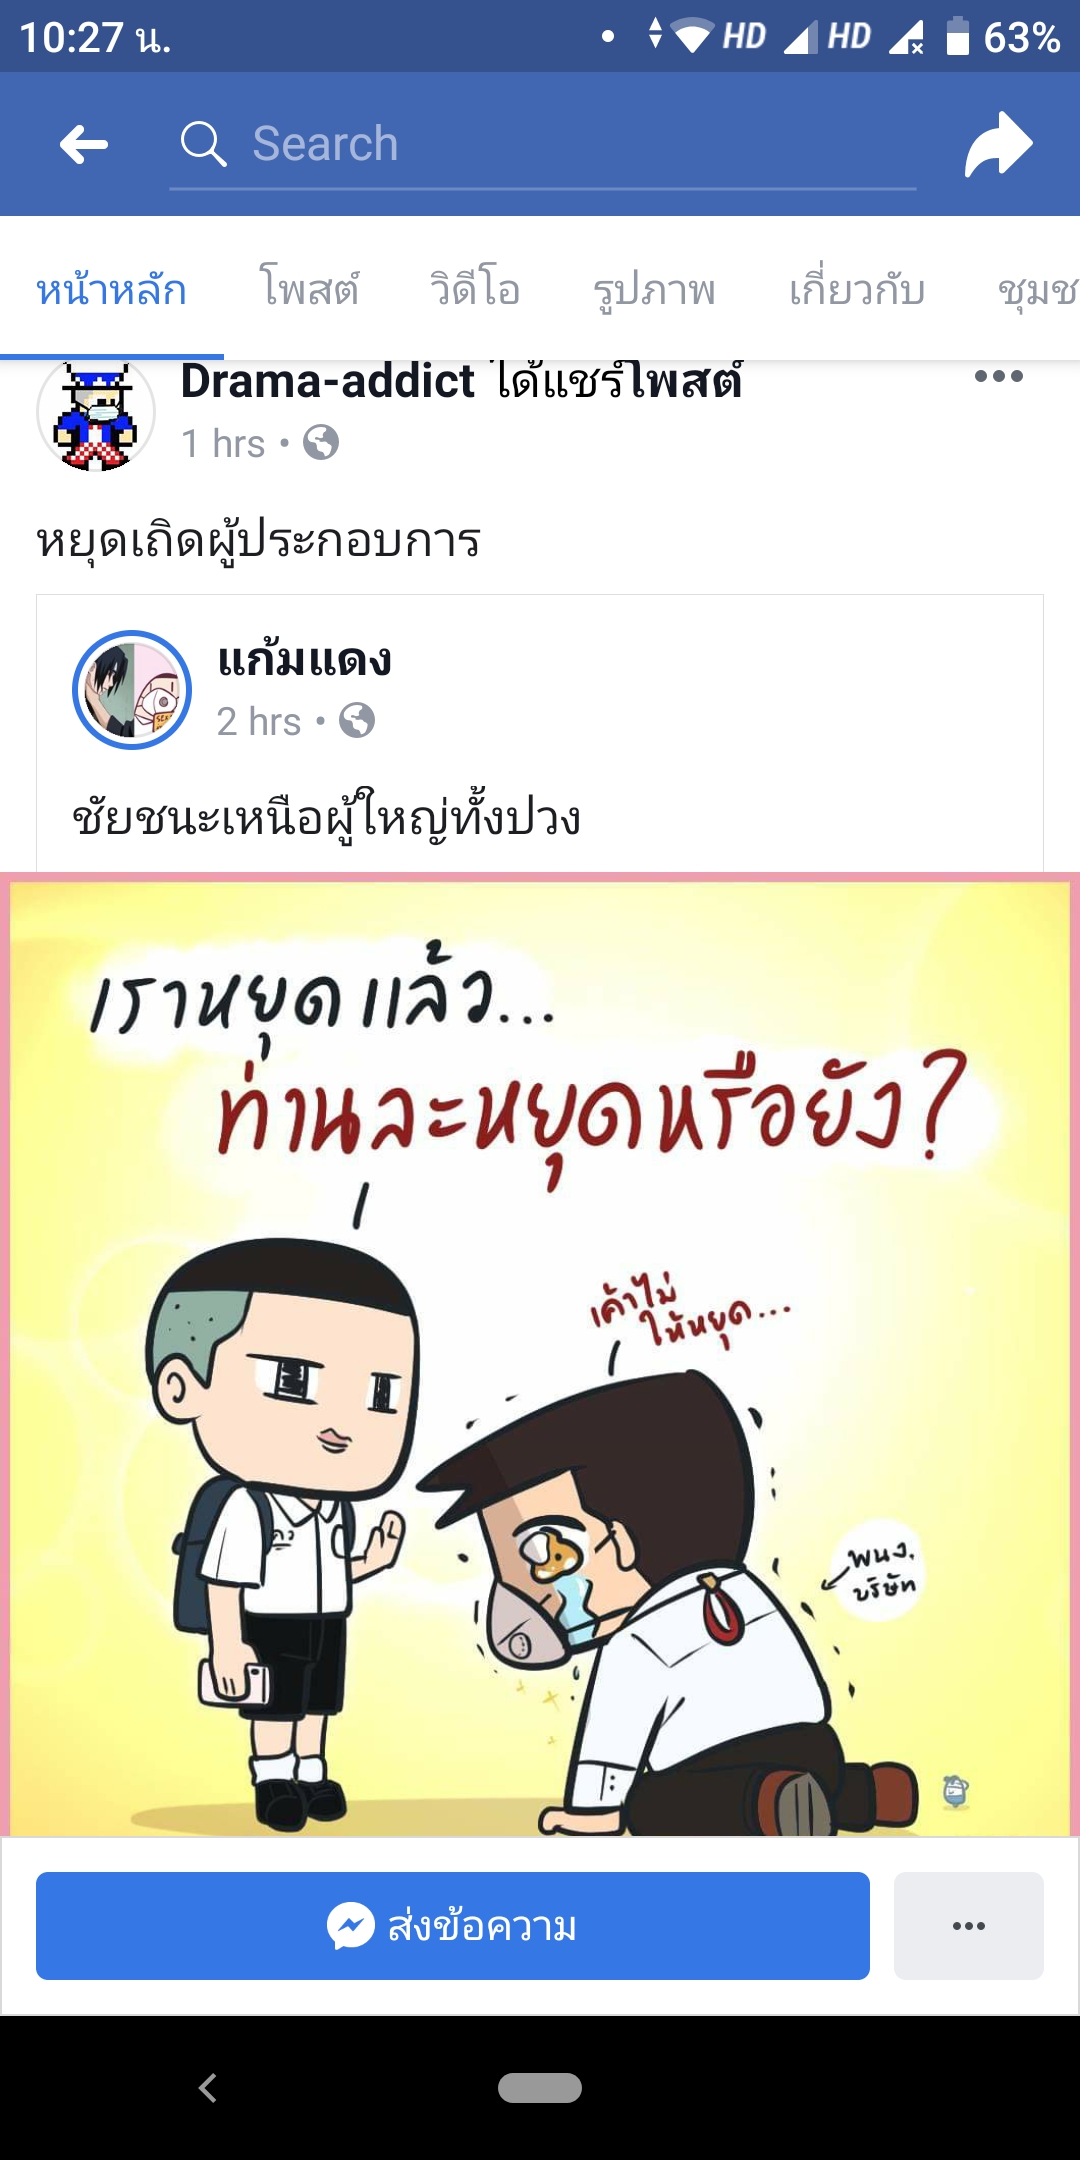 10:27 น.
HD HD 63%
Search
หน้าหลัก โพสต์ วิดีโอ รูปภาพ เกี่ยวกับ ชุมช
Drama-addict ได้แชร์โพสต์
1 hrs
หยุดเถิดผู้ประกอบการ
แก้มแดง
2 hrs
ชัยชนะเหนือผู้ใหญ่ทั้งปวง
เราหยุดแล้ว...
ท่านละหยุดหรือยัง?
เค้าไม่
ให้หยุด...
พนง.
บริษัท
ส่งข้อความ